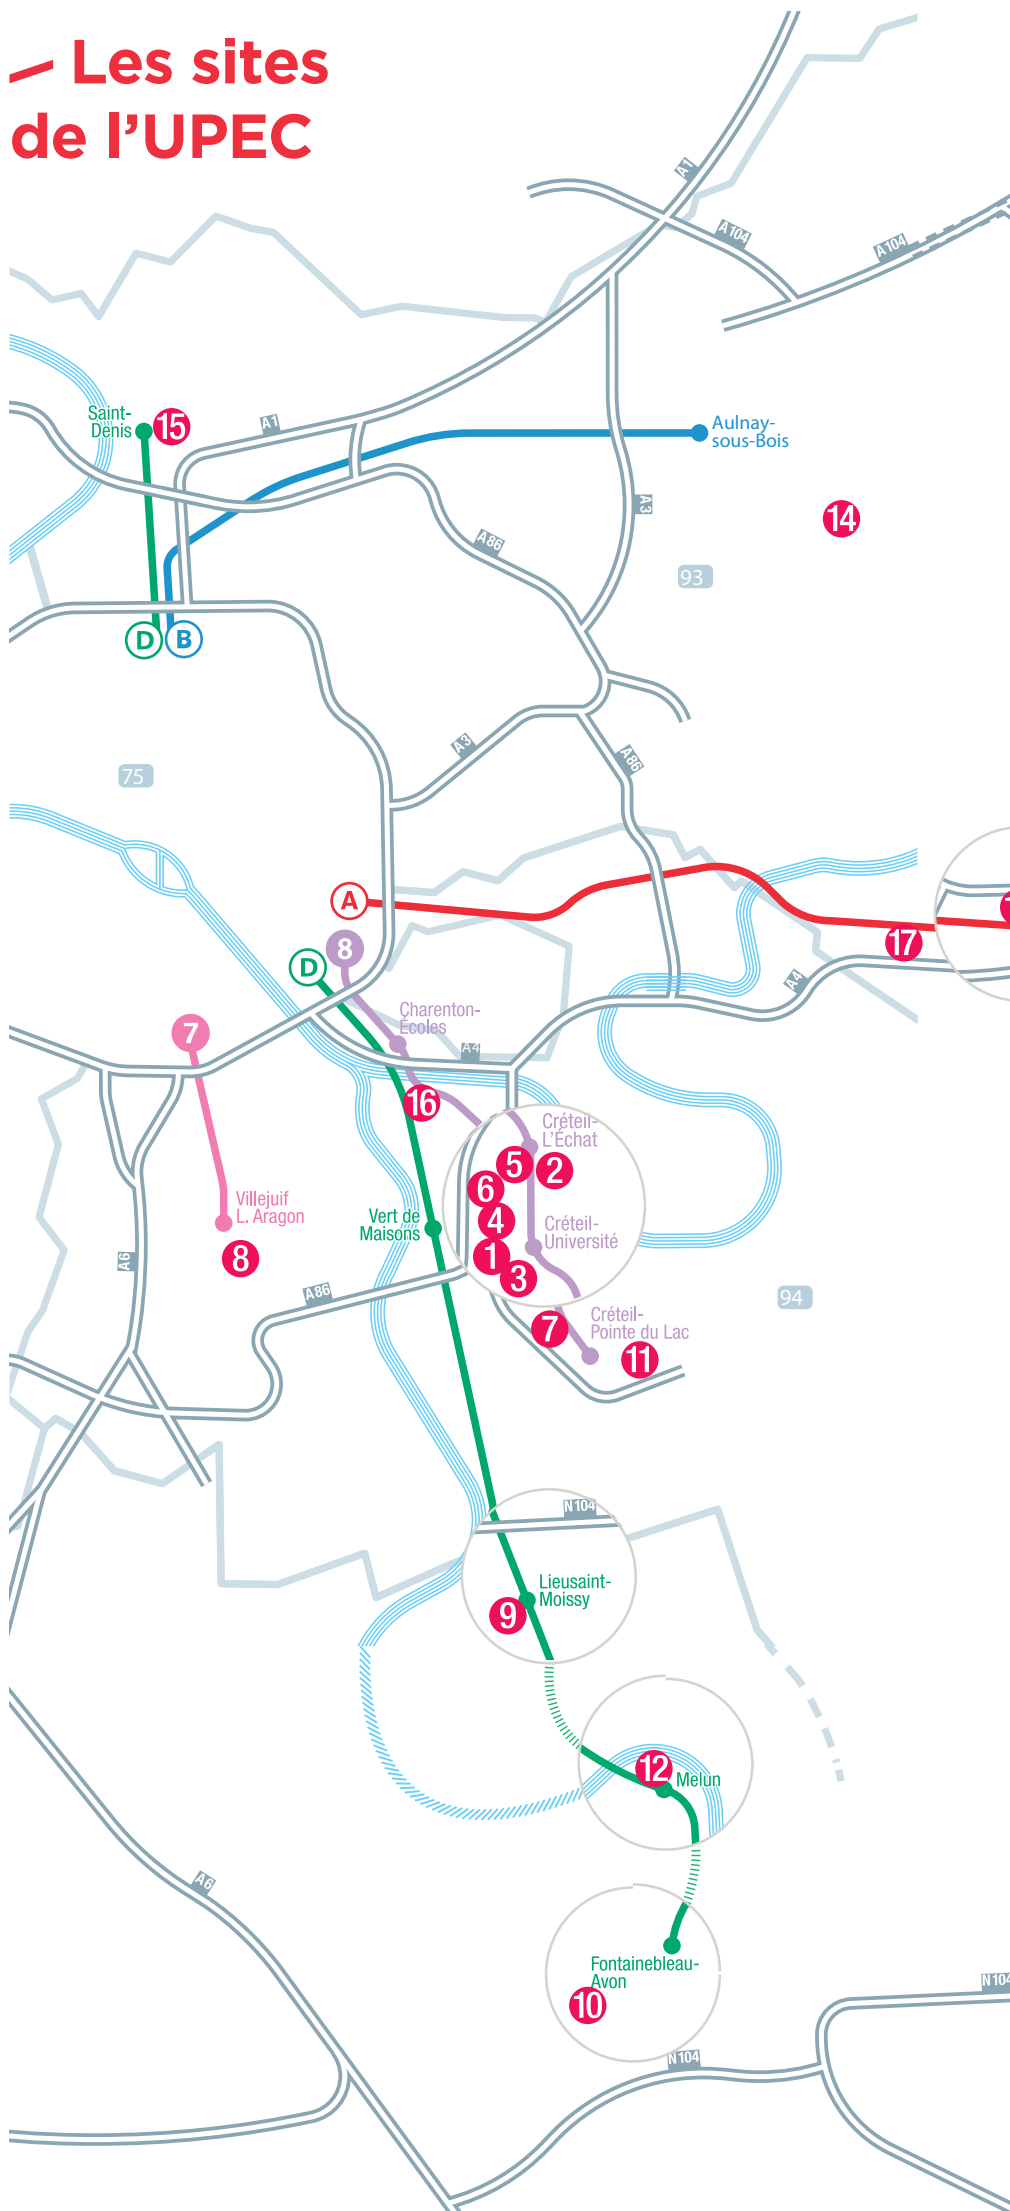 Les sites
de l'UPEC
A1
A104
A104
Saint-
Denis
15
A1
Aulnay-
sous-Bois
A3
14
A86
93
D
B
A3
A86
75
A
8
17
D
A4
Charenton-
Écoles
7
A4
16
Créteil-
L'Échat
5
2
6
Villejuif
L. Aragon
Vert de
Maisons
4
Créteil-
Université
8
1
3
A6
A86
94
7
Créteil-
Pointe du Lac
11
N104
Lieusaint-
Moissy
9
12
Melun
A6
Fontainebleau-
Avon
10
N104
N104